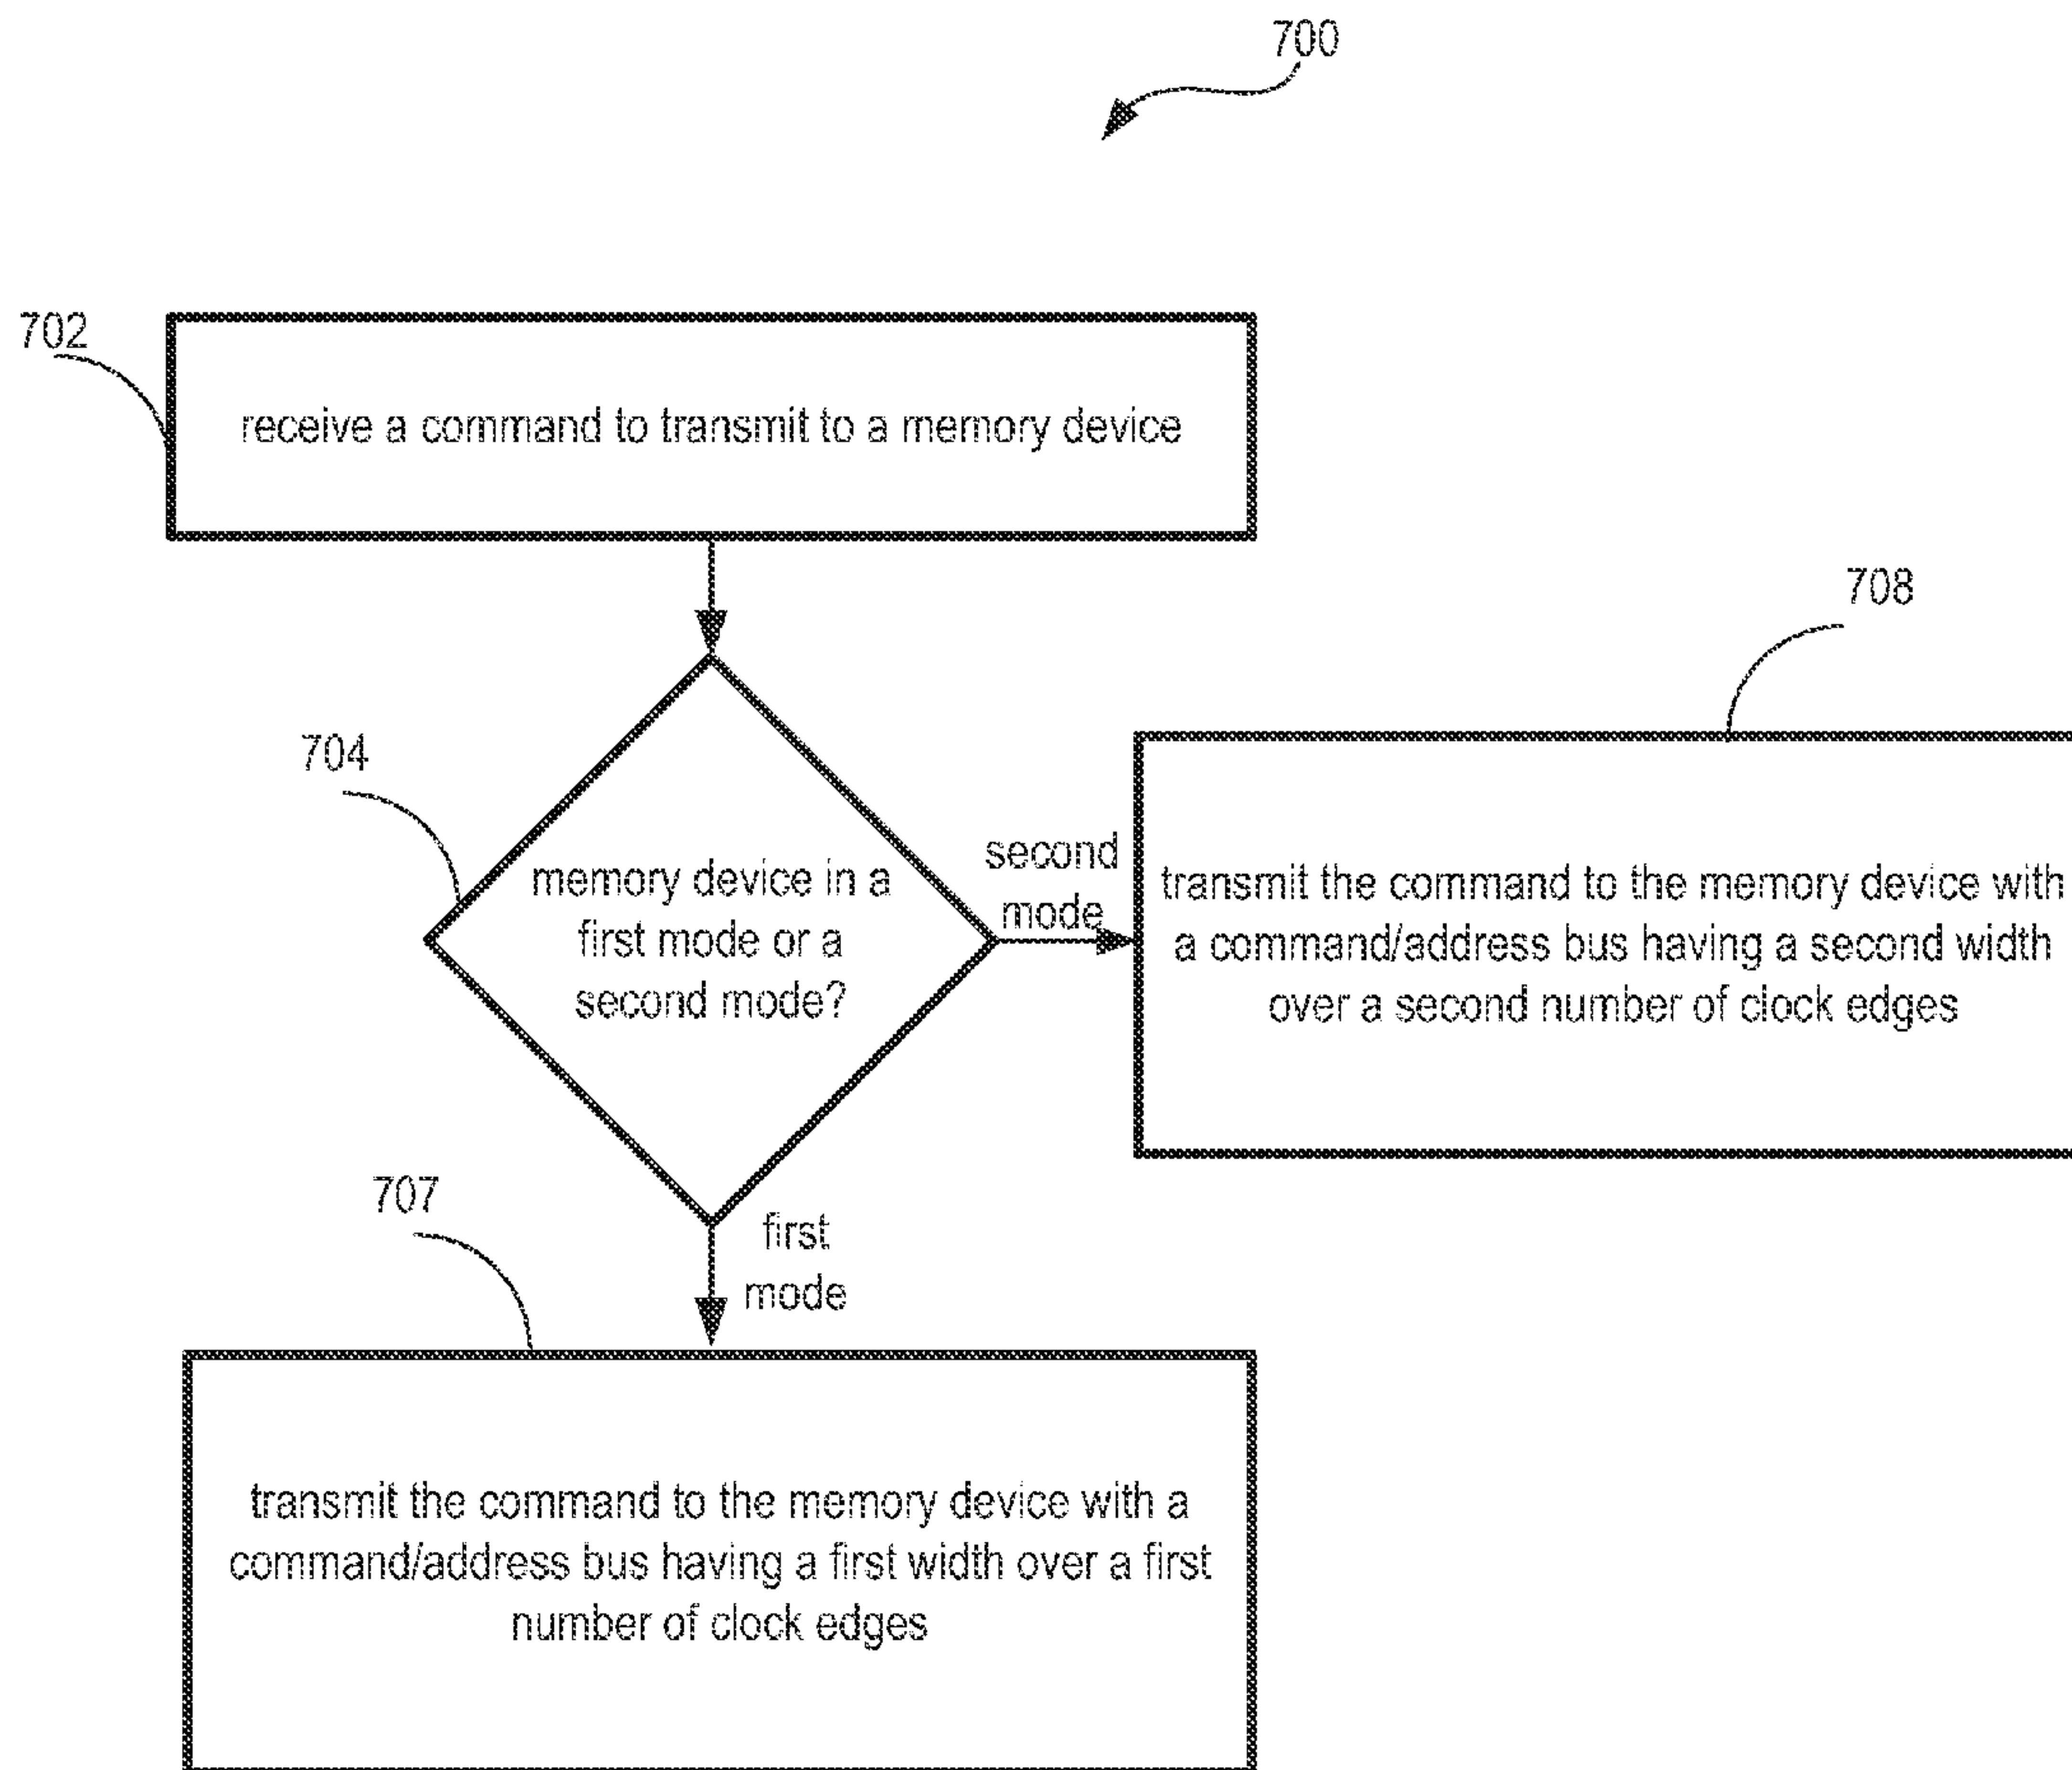 700
702
receive a command to transmit to a memory device
704
memory device in a
first mode or a
second mode?
second
mode
708
transmit the command to the memory device with
a command/address bus having a second width
over a second number of clock edges
707
first
mode
transmit the command to the memory device with a
command/address bus having a first width over a first
number of clock edges